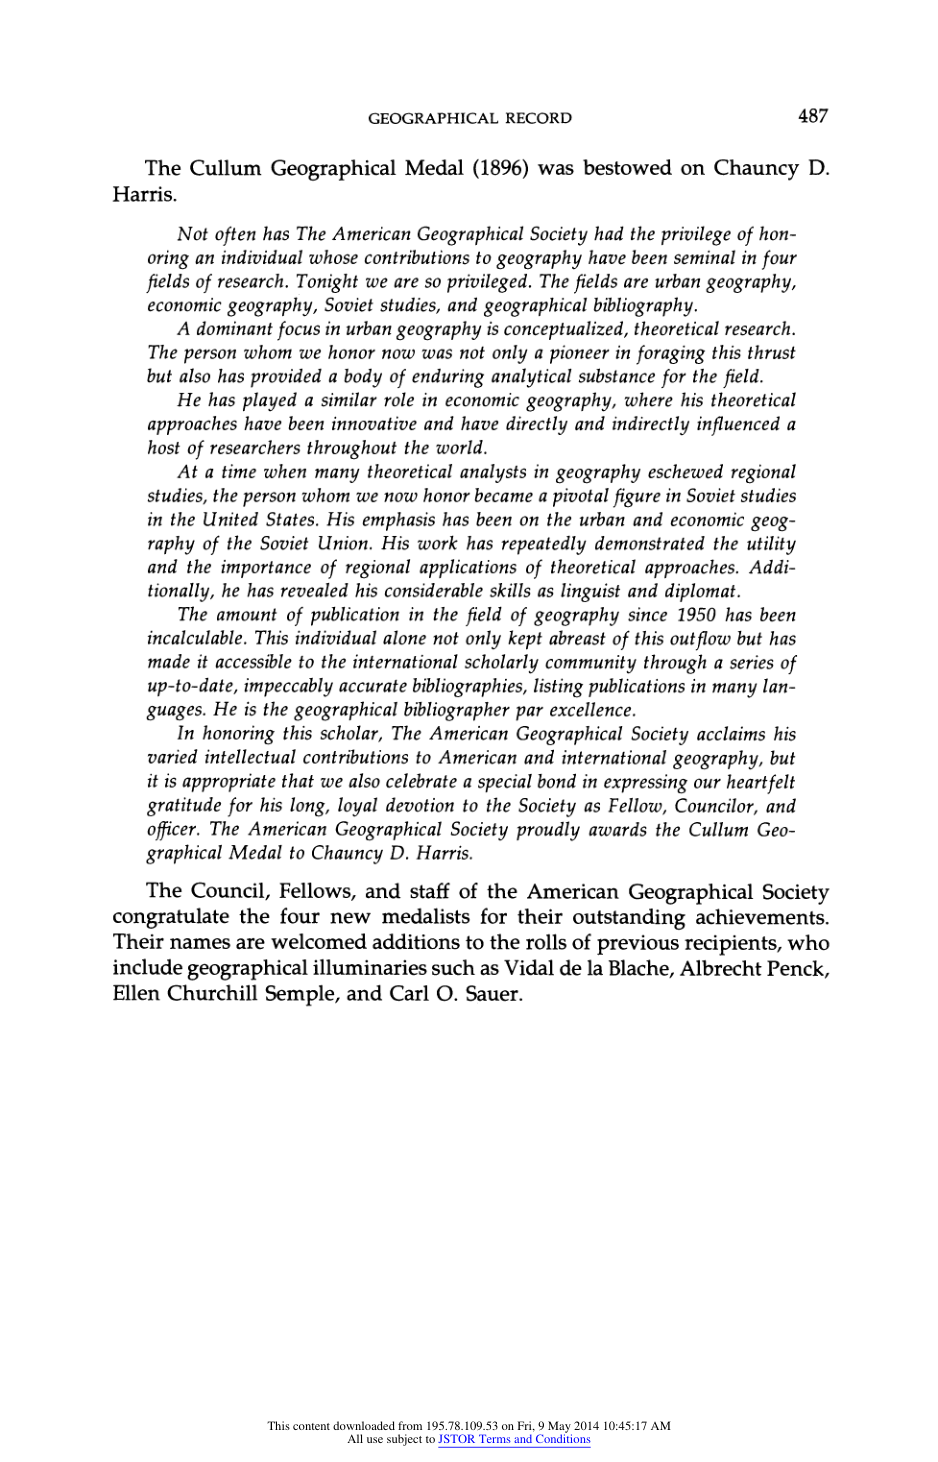 GEOGRAPHICAL RECORD 487
The Cullum Geographical Medal (1896) was bestowed on Chauncy D.
Harris.
Not often has The American Geographical Society had the privilege of hon-
oring an individual whose contributions to geography have been seminal in four
fields of research. Tonight we are so privileged. The fields are urban geography,
economic geography, Soviet studies, and geographical bibliography.
A dominant focus in urban geography is conceptualized, theoretical research.
The person whom we honor now was not only a pioneer in foraging this thrust
but also has provided a body of enduring analytical substance for the field.
He has played a similar role in economic geography, where his theoretical
approaches have been innovative and have directly and indirectly influenced a
host of researchers throughout the world.
At a time when many theoretical analysts in geography eschewed regional
studies, the person whom we now honor became a pivotal figure in Soviet studies
in the United States. His emphasis has been on the urban and economic geog-
raphy of the Soviet Union. His work has repeatedly demonstrated the utility
and the importance of regional applications of theoretical approaches. Addi-
tionally, he has revealed his considerable skills as linguist and diplomat.
The amount of publication in the field of geography since 1950 has been
incalculable. This individual alone not only kept abreast of this outflow but has
made it accessible to the international scholarly community through a series of
up-to-date, impeccably accurate bibliographies, listing publications in many lan-
guages. He is the geographical bibliographer par excellence.
In honoring this scholar, The American Geographical Society acclaims his
varied intellectual contributions to American and international geography, but
it is appropriate that we also celebrate a special bond in expressing our heartfelt
gratitude for his long, loyal devotion to the Society as Fellow, Councilor, and
officer. The American Geographical Society proudly awards the Cullum Geo-
graphical Medal to Chauncy D. Harris.
The Council, Fellows, and staff of the American Geographical Society
congratulate the four new medalists for their outstanding achievements.
Their names are welcomed additions to the rolls of previous recipients, who
include geographical illuminaries such as Vidal de la Blache, Albrecht Penck,
Ellen Churchill Semple, and Carl O. Sauer.
This content downloaded from 195.78.109.53 on Fri, 9 May 2014 10:45:17 AM
All use subject to JSTOR Terms and Conditions